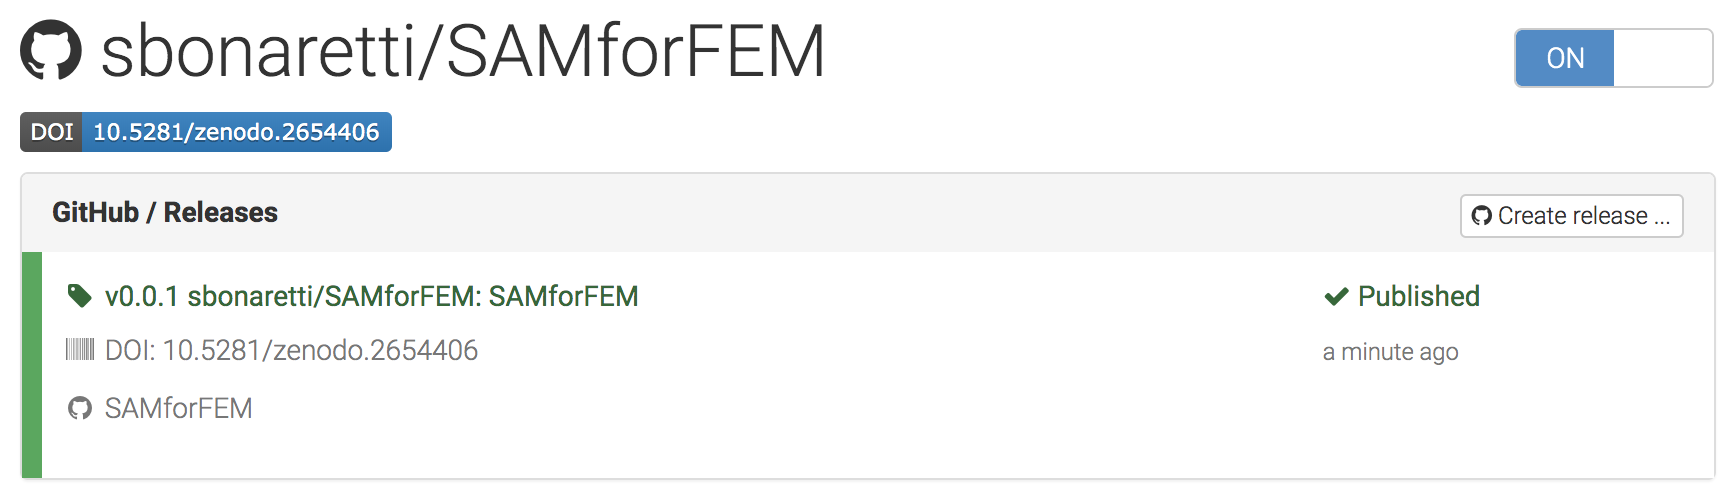 sbonaretti/SAMforFEM
ON
DOI 10.5281/zenodo.2654406
GitHub / Releases
Create release ...
v0.0.1 sbonaretti/SAMforFEM: SAMforFEM
Published
DOI: 10.5281/zenodo.2654406
a minute ago
SAMforFEM